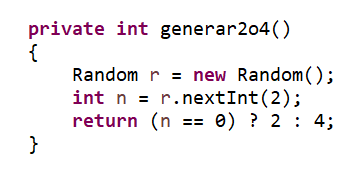 private int generar2o4()
{
    Random r = new Random();
    int n = r.nextInt(2);
    return (n == 0) ? 2 : 4;
}